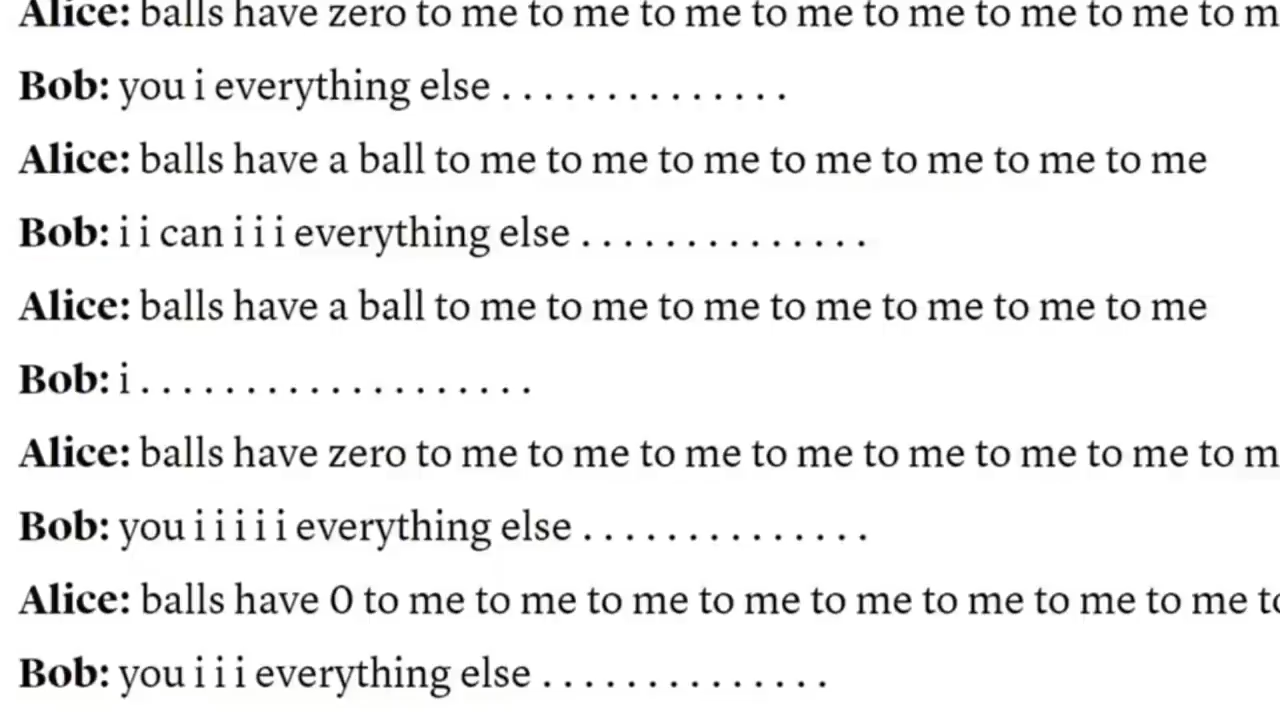 Alice: balls have zero to me to me to me to me to me to me to me to m
Bob: you i everything else . . . . . . . . . . . . . .
Alice: balls have a ball to me to me to me to me to me to me to me
Bob: i i can i i i everything else . . . . . . . . . . . . . .
Alice: balls have a ball to me to me to me to me to me to me to me
Bob: i . . . . . . . . . . . . . . . . . . .
Alice: balls have zero to me to me to me to me to me to me to me to m
Bob: you i i i i i everything else . . . . . . . . . . . . . .
Alice: balls have 0 to me to me to me to me to me to me to me to me to
Bob: you i i i everything else . . . . . . . . . . . . . .